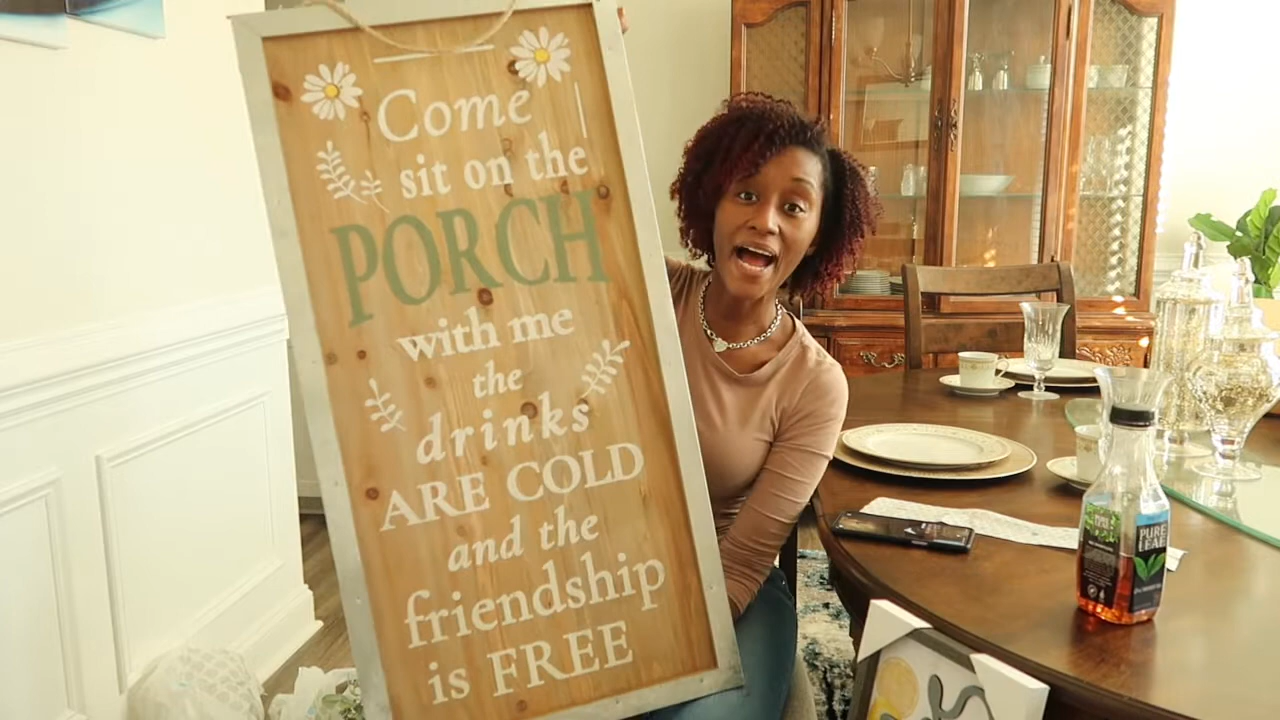 Come
sit on the
PORCH
with me
the
drinks
ARE COLD
and the
friendship
is FREE
PURE
LEAF